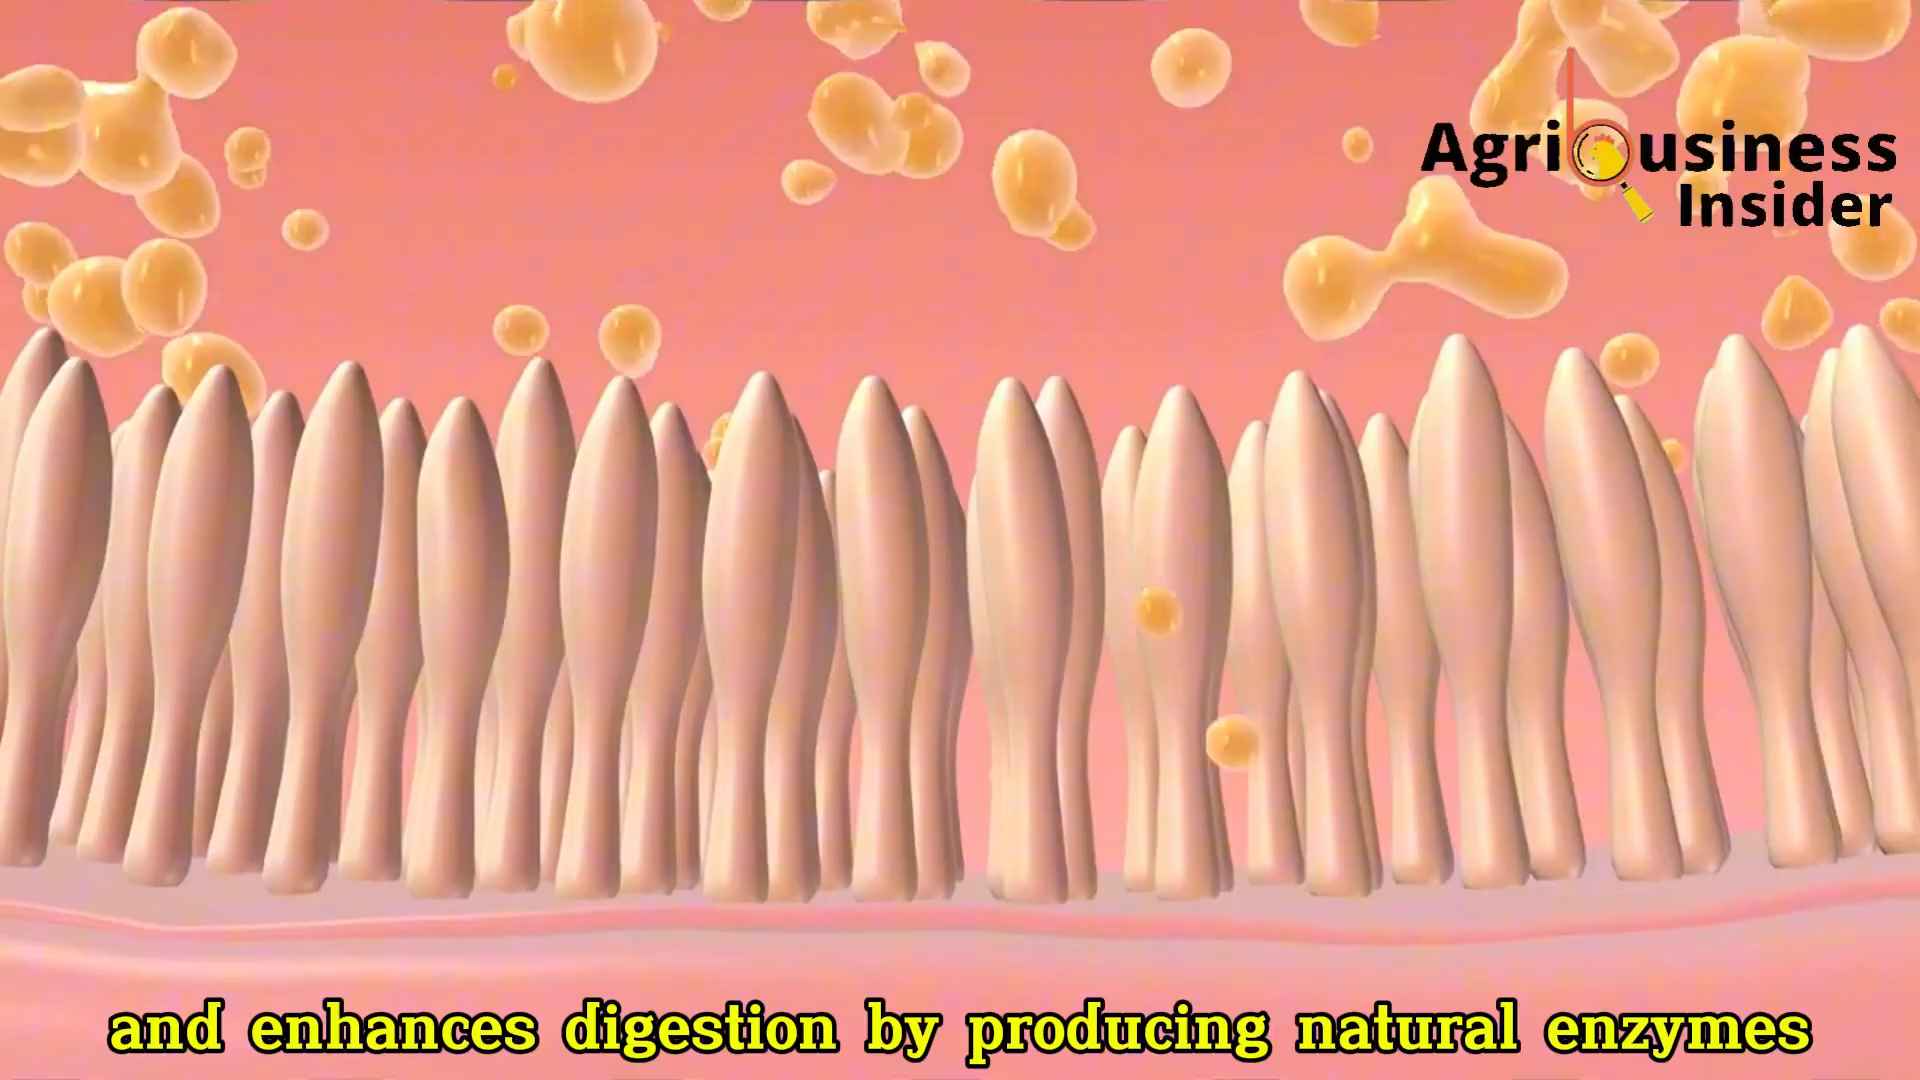 Agribusiness
Insider
and enhances digestion by producing natural enzymes